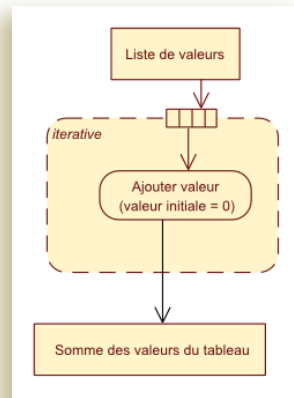 Liste de valeurs
iterative
Ajouter valeur
(valeur initiale = 0)
Somme des valeurs du tableau